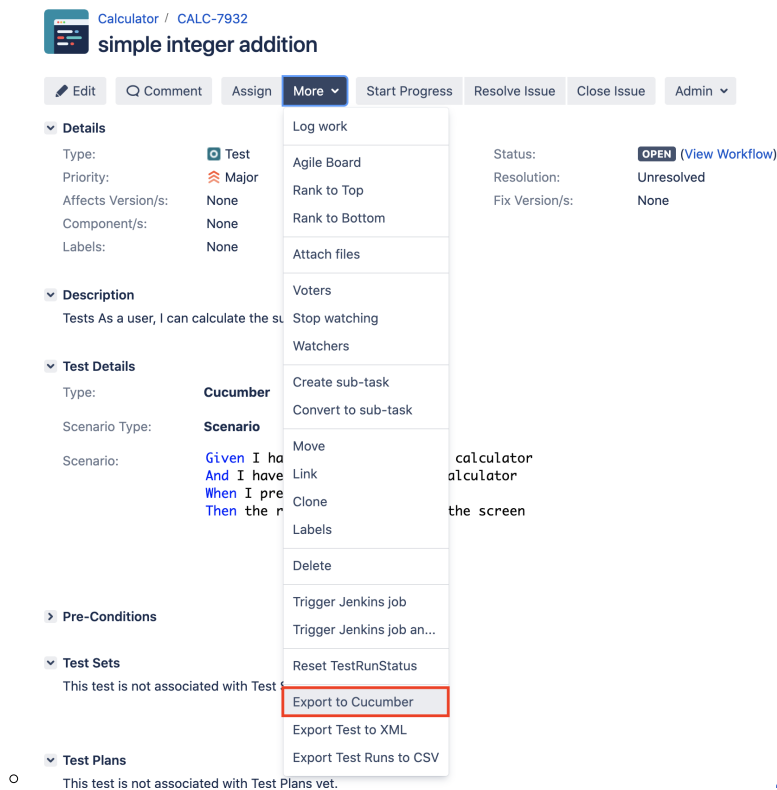 Calculator / CALC-7932
simple integer addition
Edit Comment Assign More Start Progress Resolve Issue Close Issue Admin
Details
Type: Test
Priority: Major
Affects Version/s: None
Component/s: None
Labels: None
Status: OPEN (View Workflow)
Resolution: Unresolved
Fix Version/s: None
Description
Tests As a user, I can calculate the su
Test Details
Type: Cucumber
Scenario Type: Scenario
Scenario:
Given I ha calculator
And I have alculator
When I pre
Then the r the screen
Pre-Conditions
Test Sets
This test is not associated with Test
Test Plans
This test is not associated with Test Plans yet.
Log work
Agile Board
Rank to Top
Rank to Bottom
Attach files
Voters
Stop watching
Watchers
Create sub-task
Convert to sub-task
Move
Link
Clone
Labels
Delete
Trigger Jenkins job
Trigger Jenkins job an...
Reset TestRunStatus
Export to Cucumber
Export Test to XML
Export Test Runs to CSV